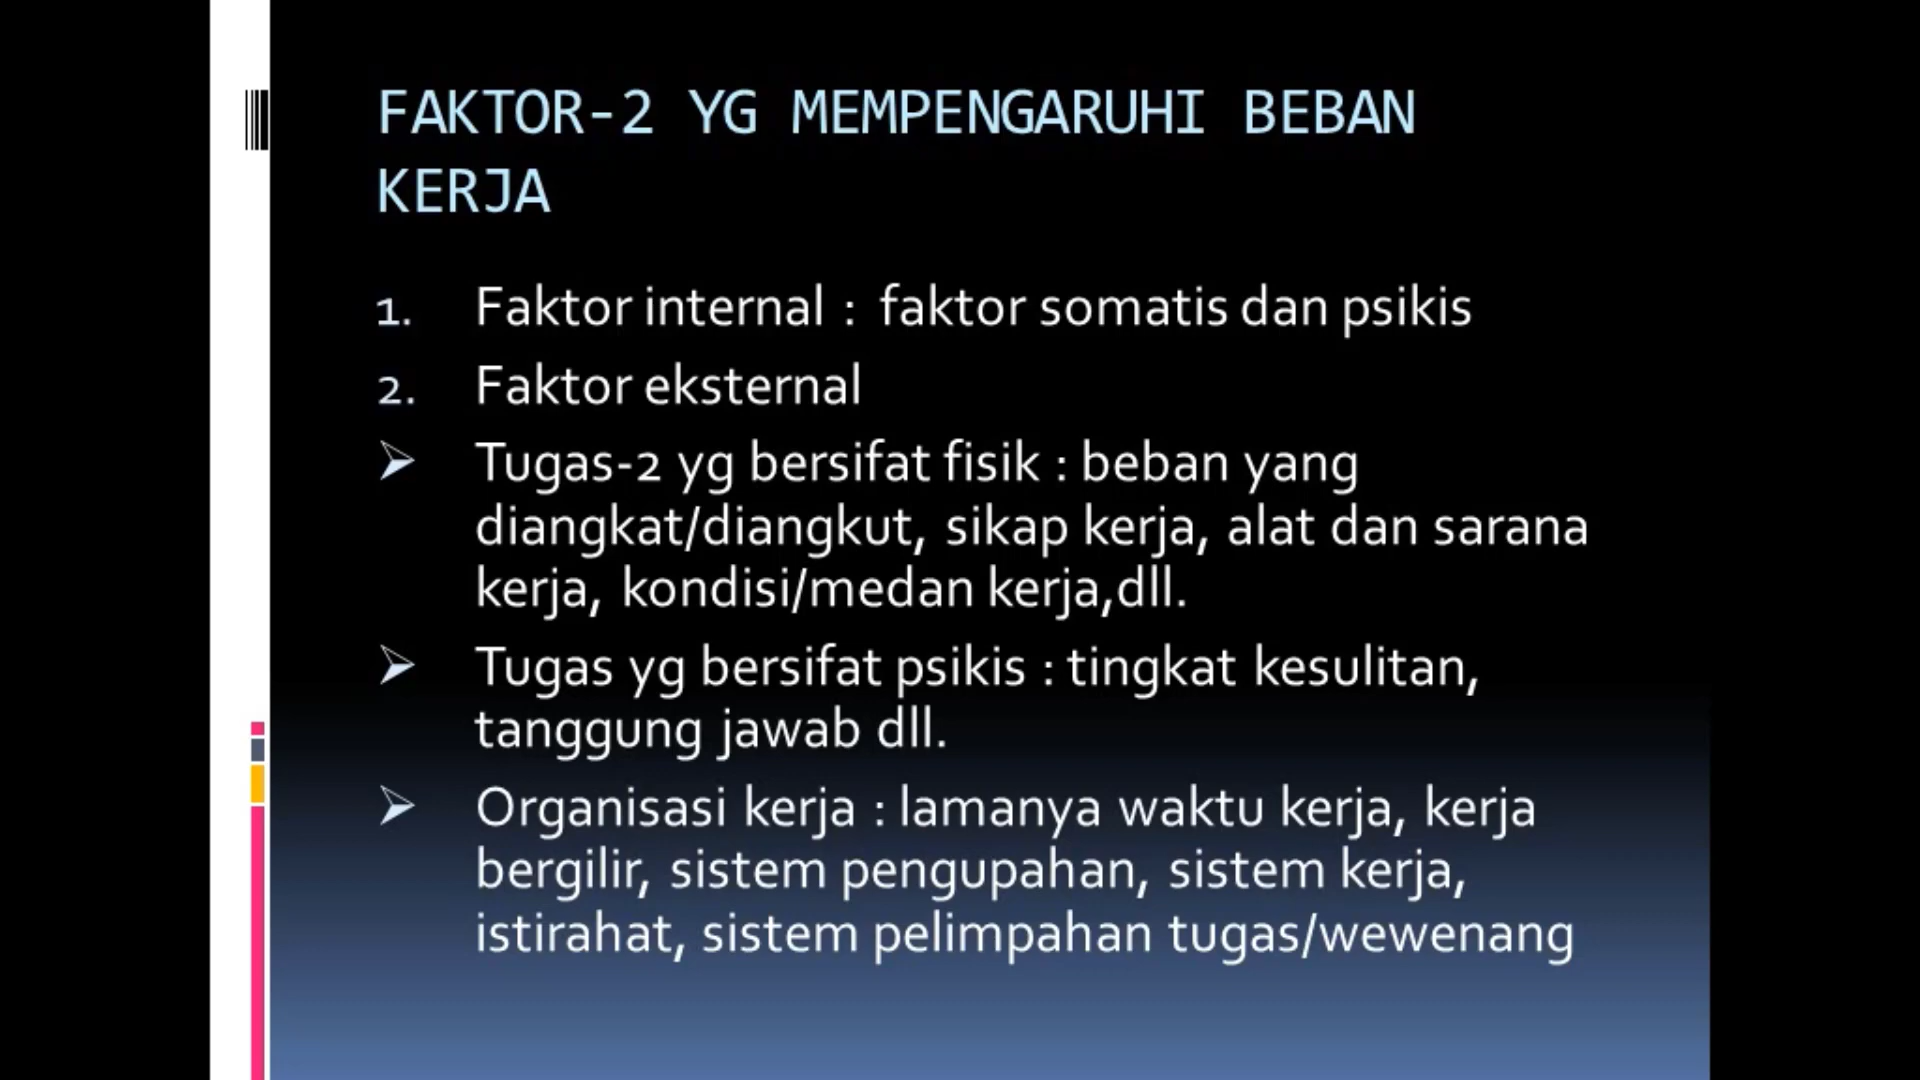 FAKTOR-2 YG MEMPENGARUHI BEBAN
KERJA
1. Faktor internal : faktor somatis dan psikis
2. Faktor eksternal
➢ Tugas-2 yg bersifat fisik : beban yang
diangkat/diangkut, sikap kerja, alat dan sarana
kerja, kondisi/medan kerja,dll.
➢ Tugas yg bersifat psikis : tingkat kesulitan,
tanggung jawab dll.
➢ Organisasi kerja : lamanya waktu kerja, kerja
bergilir, sistem pengupahan, sistem kerja,
istirahat, sistem pelimpahan tugas/wewenang